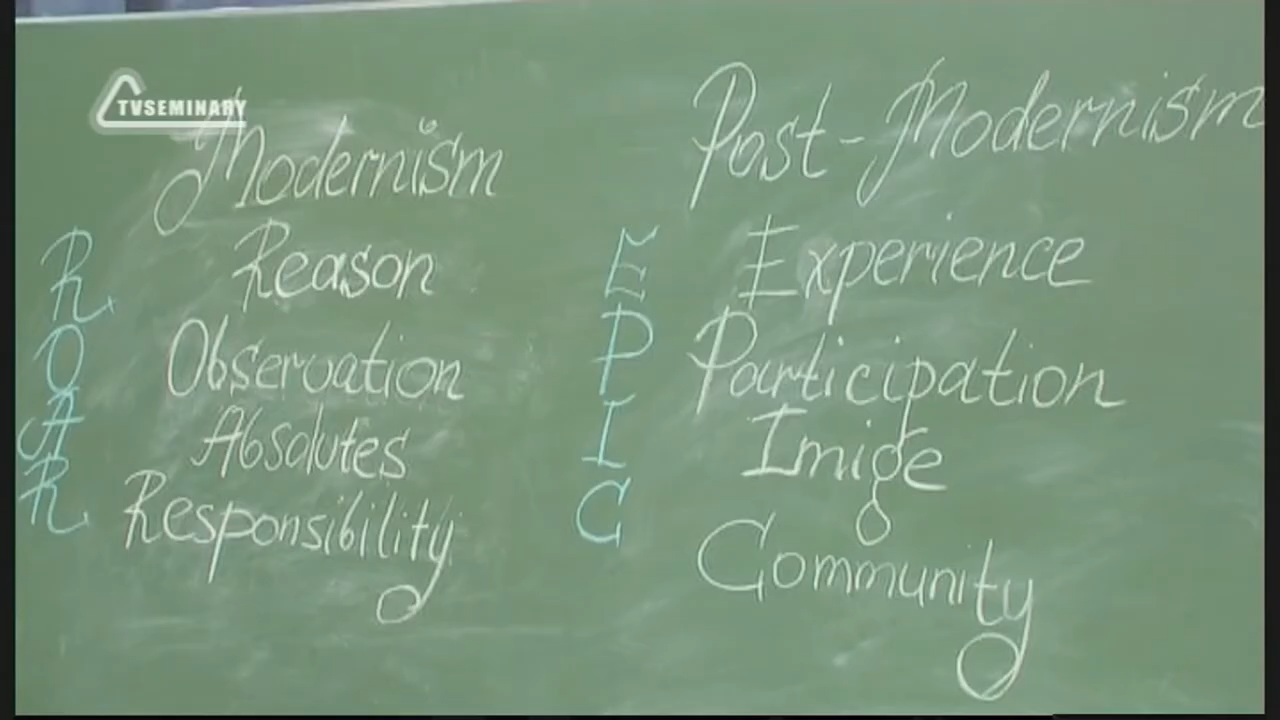 TVSEMINARY
Modernism
R Reason
O Observation
A Absolutes
R Responsibility
Post-Modernism
E Experience
P Participation
I Imige
C Community